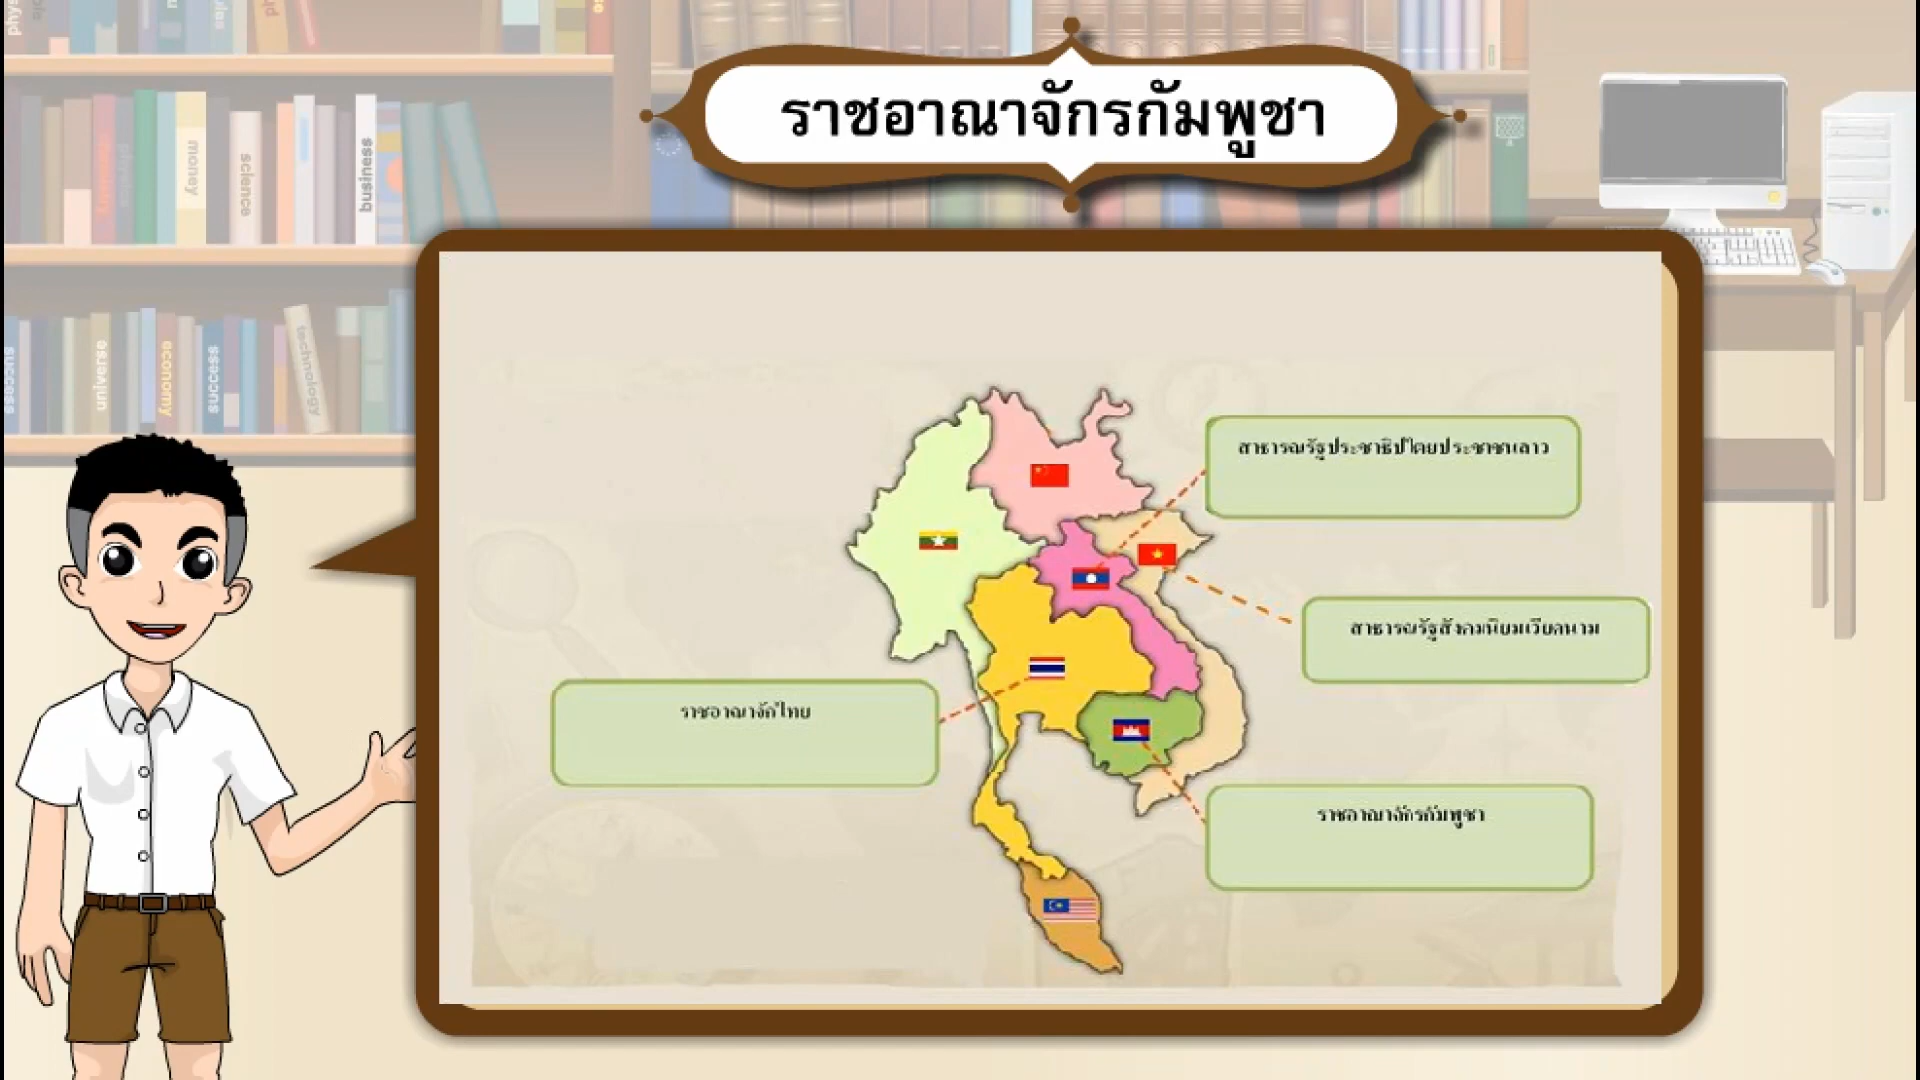 ราชอาณาจักรกัมพูชา
physics
money
science
business
universe
economy
success
technology
success
สาธารณรัฐประชาธิปไตยประชาชนลาว
สาธารณรัฐสังคมนิยมเวียดนาม
ราชอาณาจักไทย
ราชอาณาจักรกัมพูชา